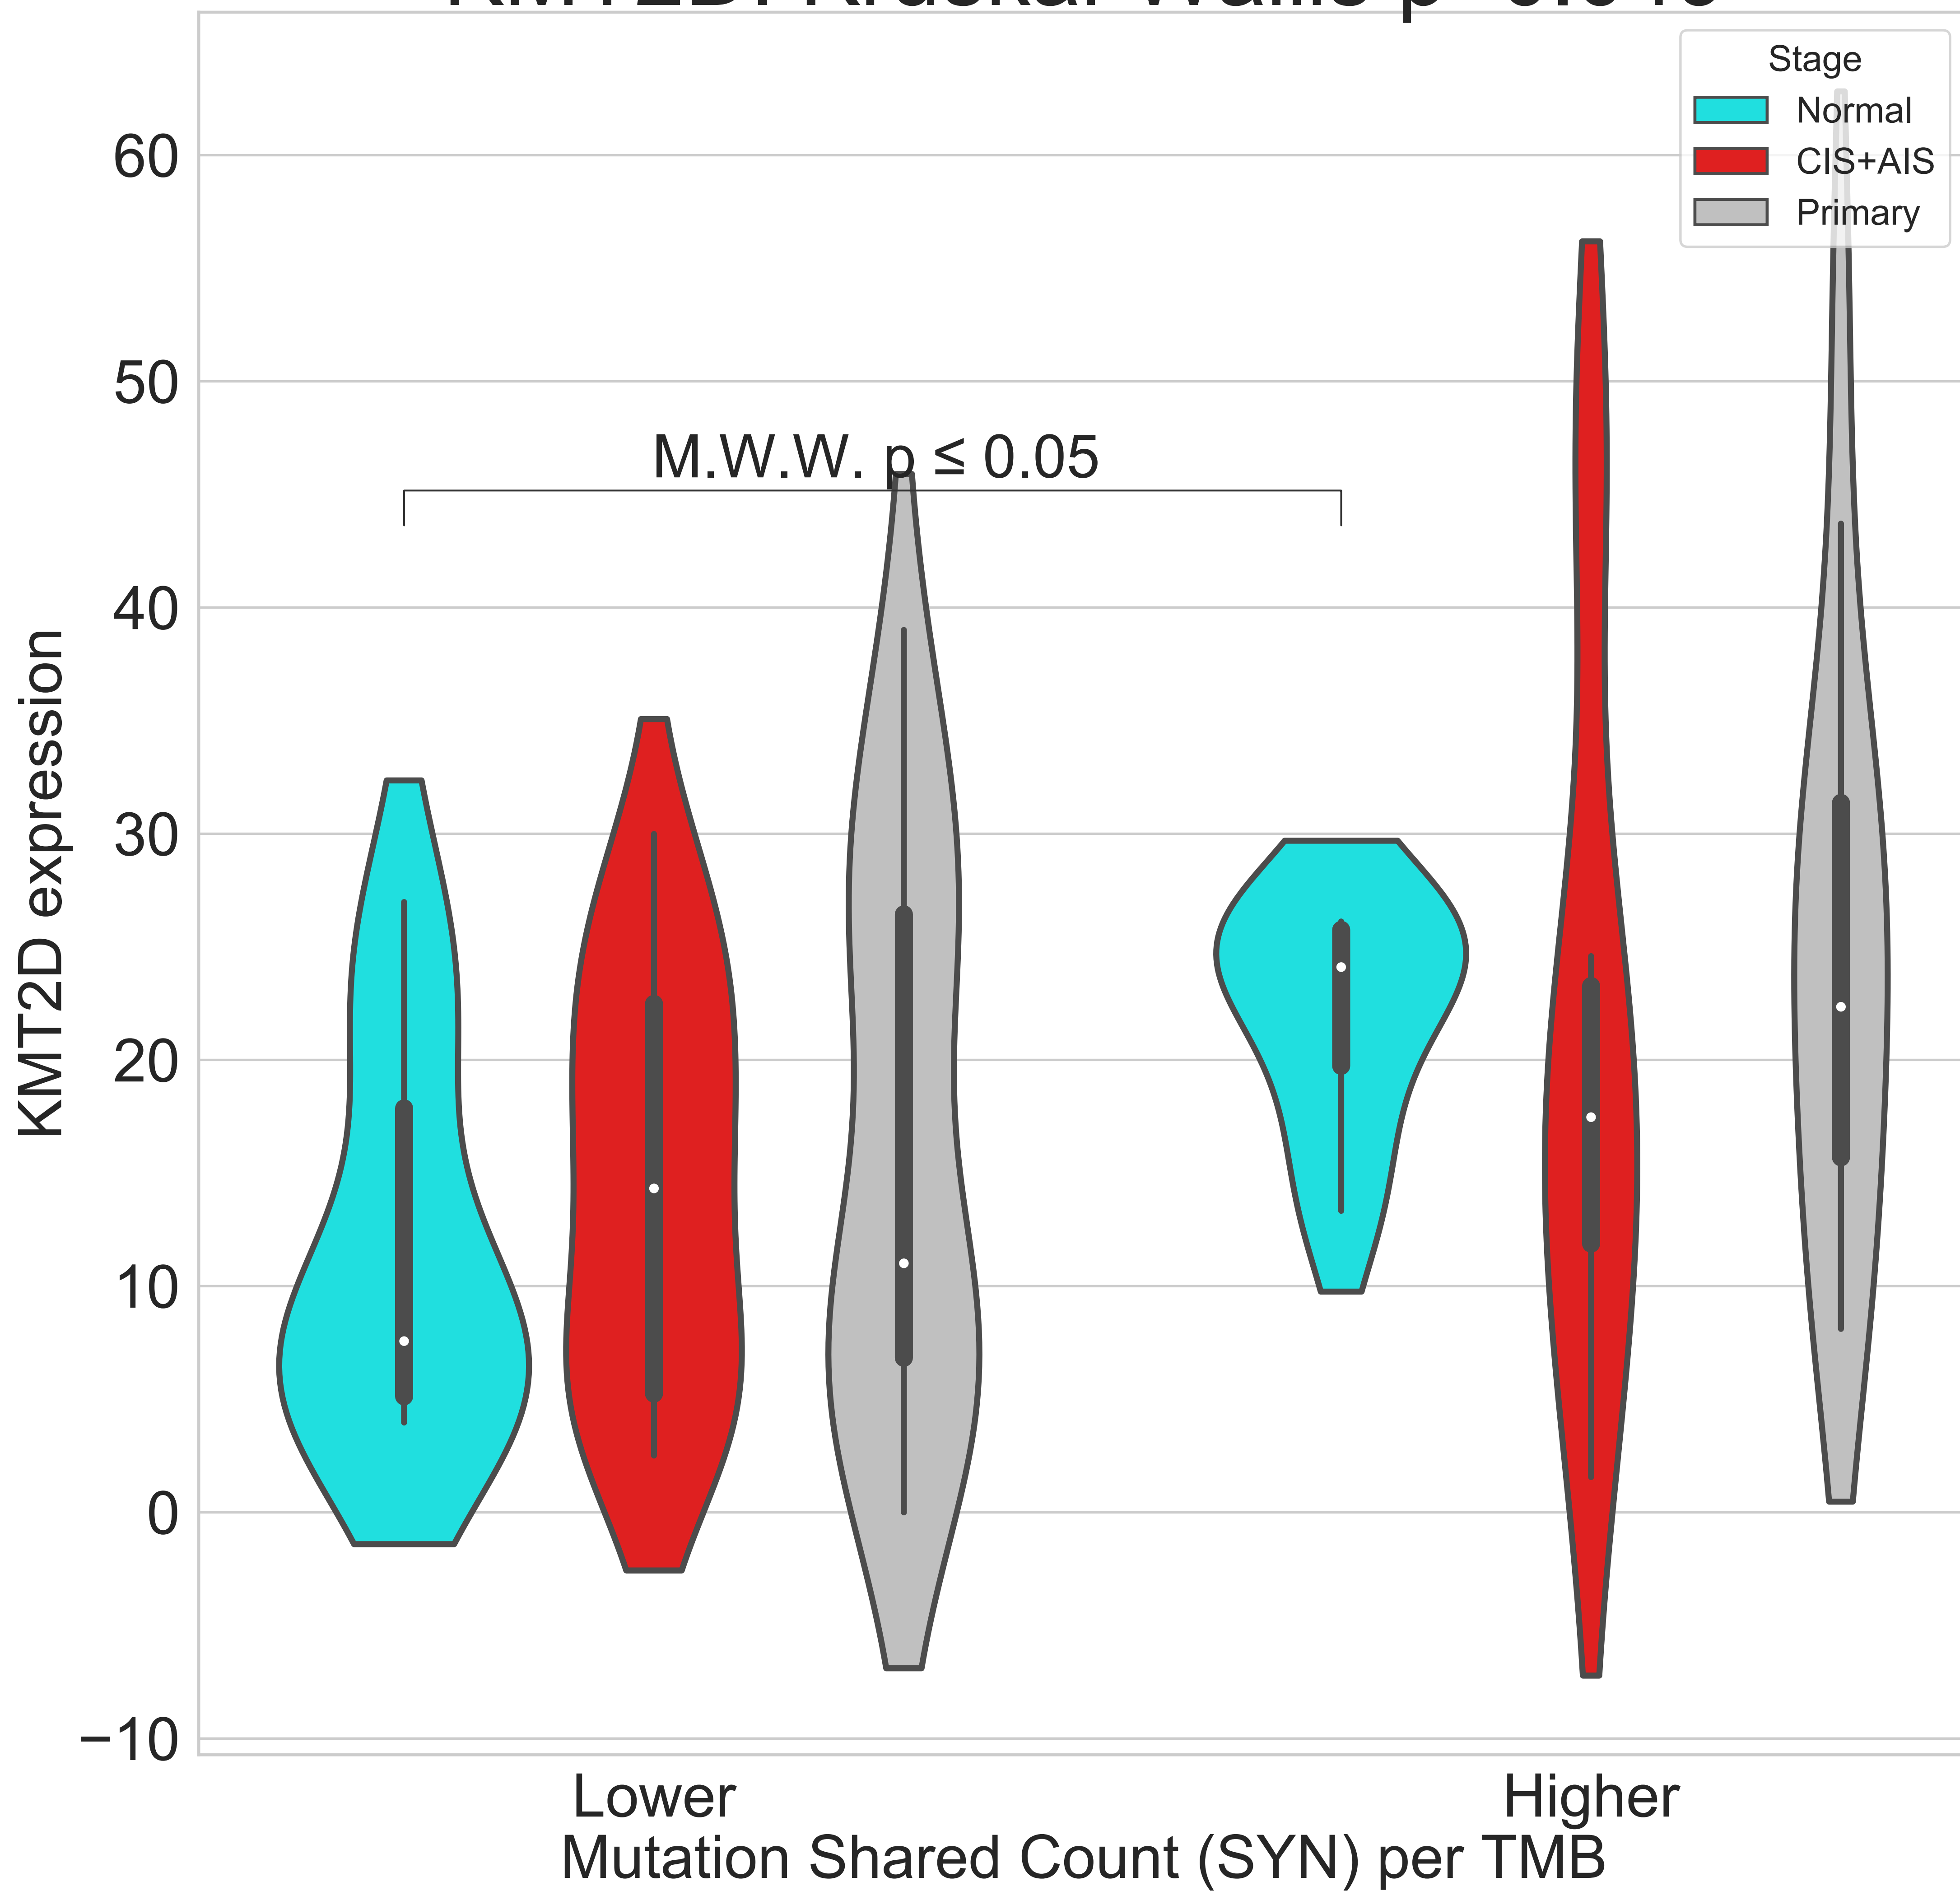 Stage
Normal
CIS+AIS
Primary
60
50
40
30
20
10
0
−10
M.W.W. p ≤ 0.05
KMT2D expression
Lower
Higher
Mutation Shared Count (SYN) per TMB